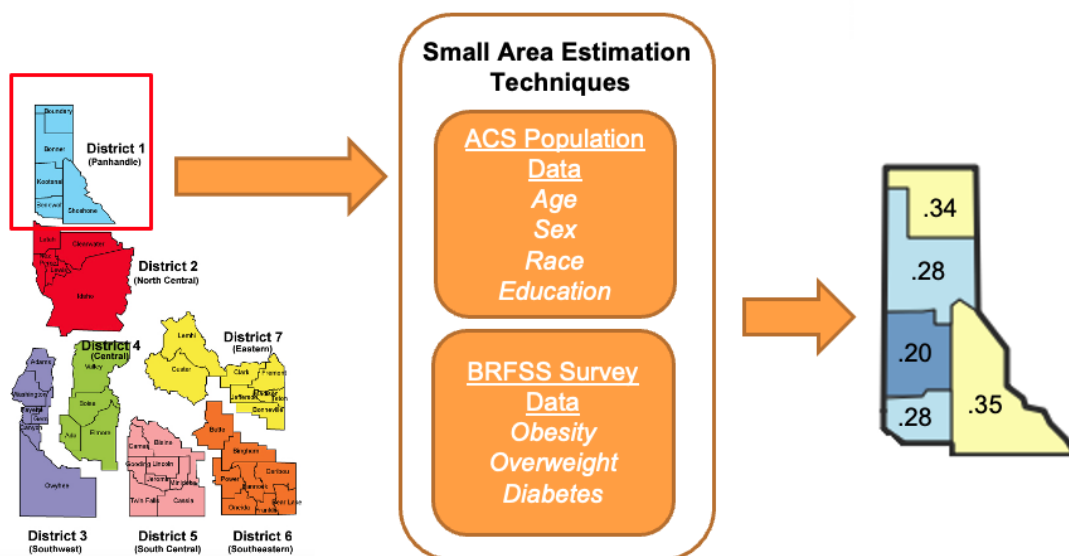 Boundary
Bonner
District 1
(Panhandle)
Kootenai
Benewah
Shoshone
Latah
Clearwater
Nez
Perce
Lewis
Idaho
District 2
(North Central)
District 4
(Central)
Adams
Valley
Washington
Payette
Gem
Canyon
Boise
Ada
Elmore
Owyhee
District 7
(Eastern)
Lemhi
Custer
Clark
Fremont
Jefferson
Madison
Teton
Bonneville
Butte
Bingham
Camas
Blaine
Gooding
Lincoln
Jerome
Minidoka
Twin Falls
Cassia
Power
Bannock
Caribou
Oneida
Franklin
Bear Lake
District 3
(Southwest)
District 5
(South Central)
District 6
(Southeastern)
Small Area Estimation
Techniques
ACS Population
Data
Age
Sex
Race
Education
BRFSS Survey
Data
Obesity
Overweight
Diabetes
.34
.28
.20
.35
.28